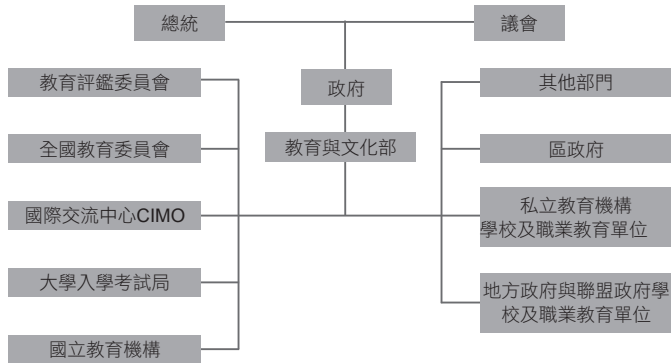 總統
議會
教育評鑑委員會
政府
其他部門
全國教育委員會
教育與文化部
區政府
國際交流中心CIMO
私立教育機構
學校及職業教育單位
大學入學考試局
地方政府與聯盟政府學
校及職業教育單位
國立教育機構